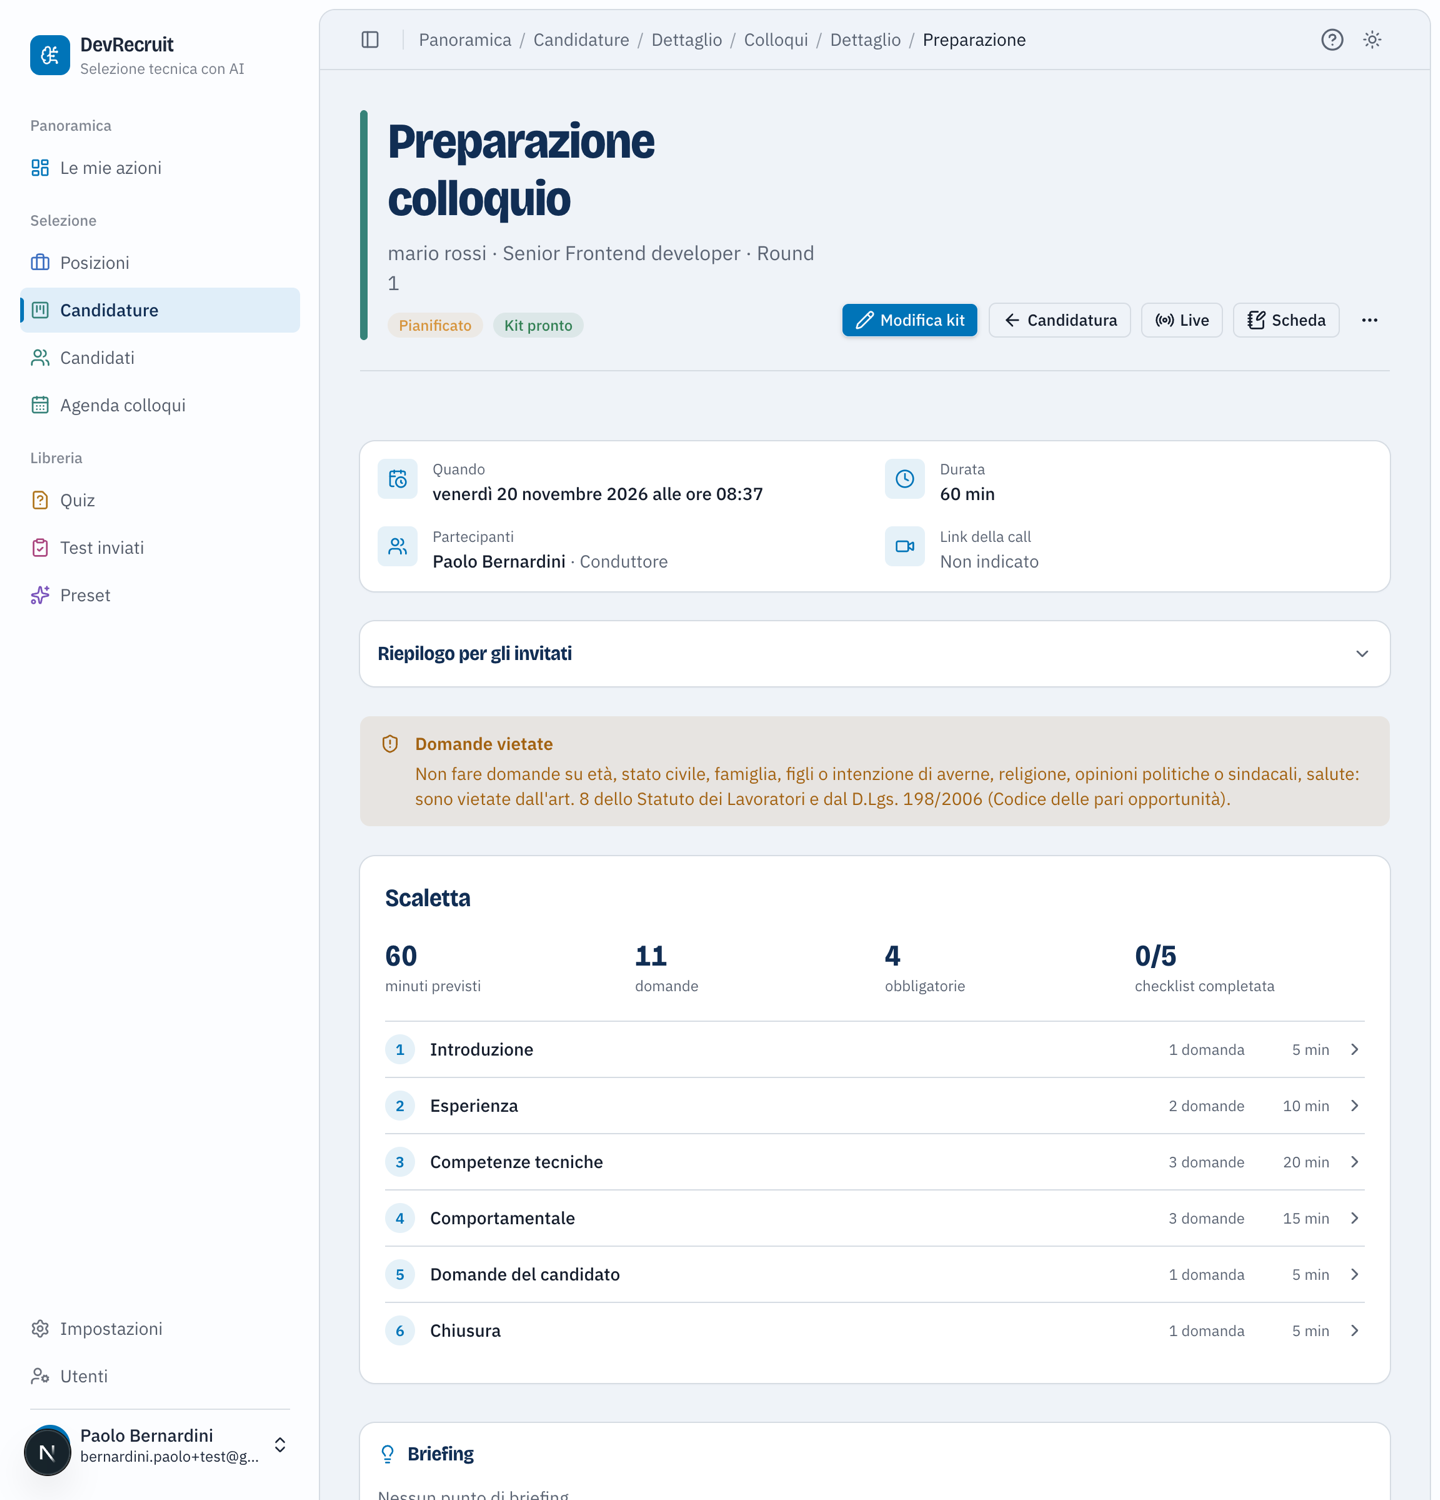 DevRecruit
Selezione tecnica con AI
Panoramica
Le mie azioni
Selezione
Posizioni
Candidature
Candidati
Agenda colloqui
Libreria
Quiz
Test inviati
Preset
Impostazioni
Utenti
N
Paolo Bernardini
bernardini.paolo+test@g...
Panoramica / Candidature / Dettaglio / Colloqui / Dettaglio / Preparazione
Preparazione
colloquio
mario rossi · Senior Frontend developer · Round
1
Pianificato Kit pronto
Modifica kit Candidatura Live Scheda
Quando
venerdì 20 novembre 2026 alle ore 08:37
Durata
60 min
Partecipanti
Paolo Bernardini · Conduttore
Link della call
Non indicato
Riepilogo per gli invitati
Domande vietate
Non fare domande su età, stato civile, famiglia, figli o intenzione di averne, religione, opinioni politiche o sindacali, salute:
sono vietate dall'art. 8 dello Statuto dei Lavoratori e dal D.Lgs. 198/2006 (Codice delle pari opportunità).
Scaletta
60
minuti previsti
11
domande
4
obbligatorie
0/5
checklist completata
1 Introduzione 1 domanda 5 min
2 Esperienza 2 domande 10 min
3 Competenze tecniche 3 domande 20 min
4 Comportamentale 3 domande 15 min
5 Domande del candidato 1 domanda 5 min
6 Chiusura 1 domanda 5 min
Briefing
Nessun punto di briefing